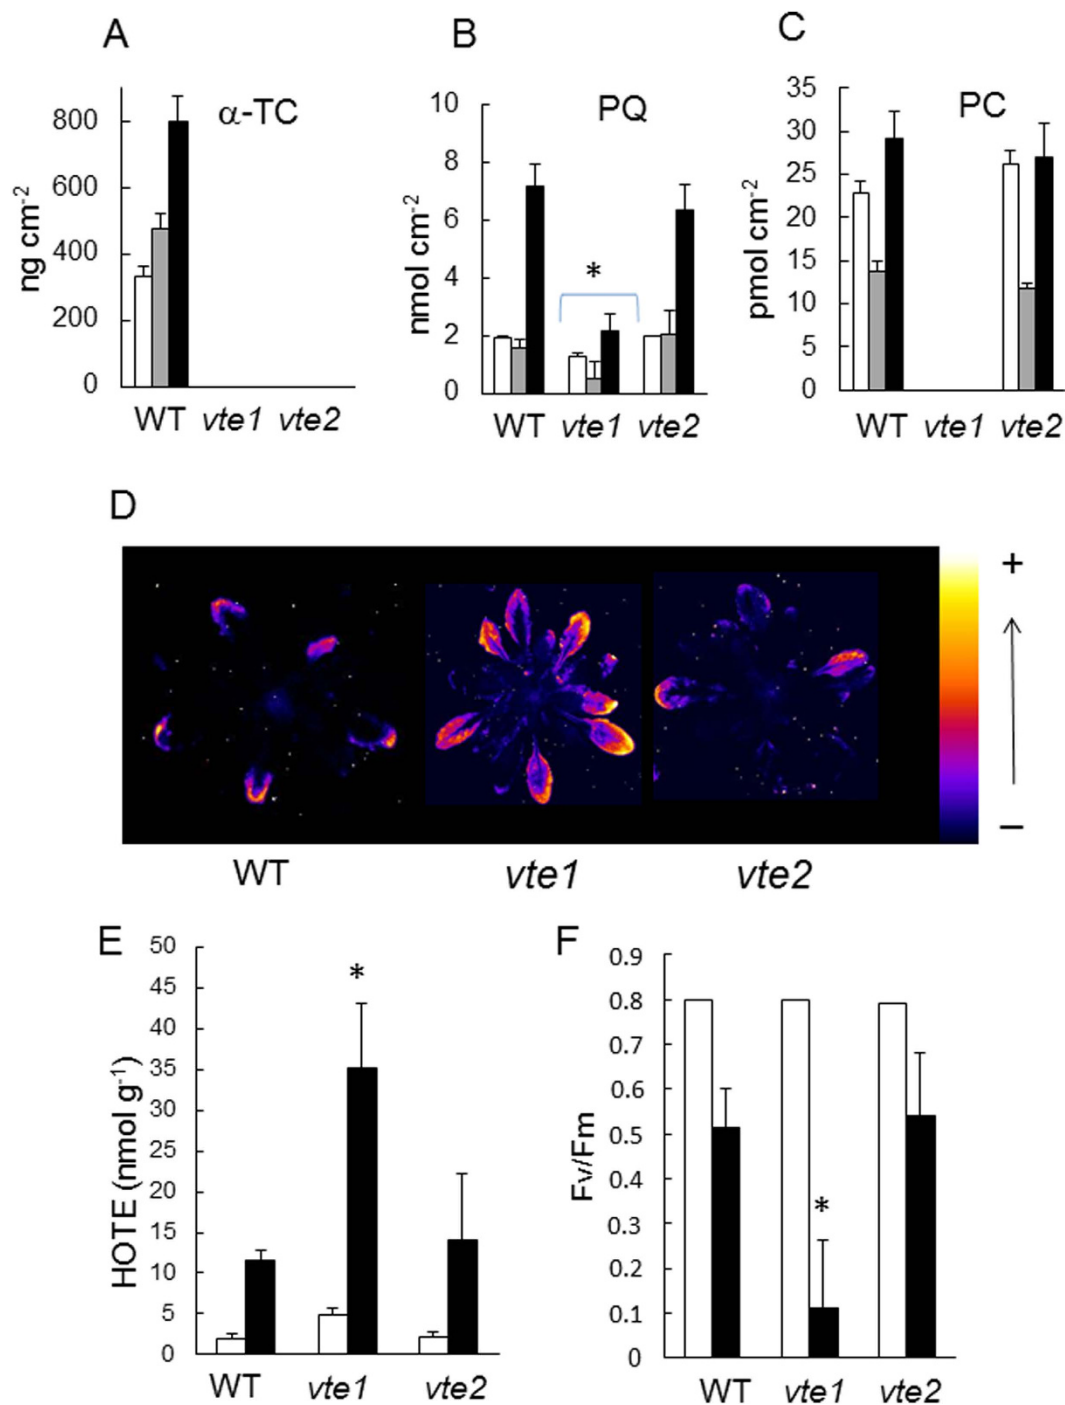 A
α-TC
ng cm-2
800
600
400
200
0
WT vte1 vte2
B
PQ
nmol cm-2
10
8
6
4
2
0
*
WT vte1 vte2
C
PC
pmol cm-2
35
30
25
20
15
10
5
0
WT vte1 vte2
D
+
–
WT vte1 vte2
E
HOTE (nmol g-1)
50
45
40
35
30
25
20
15
10
5
0
*
WT vte1 vte2
F
Fv/Fm
0.9
0.8
0.7
0.6
0.5
0.4
0.3
0.2
0.1
0
*
WT vte1 vte2